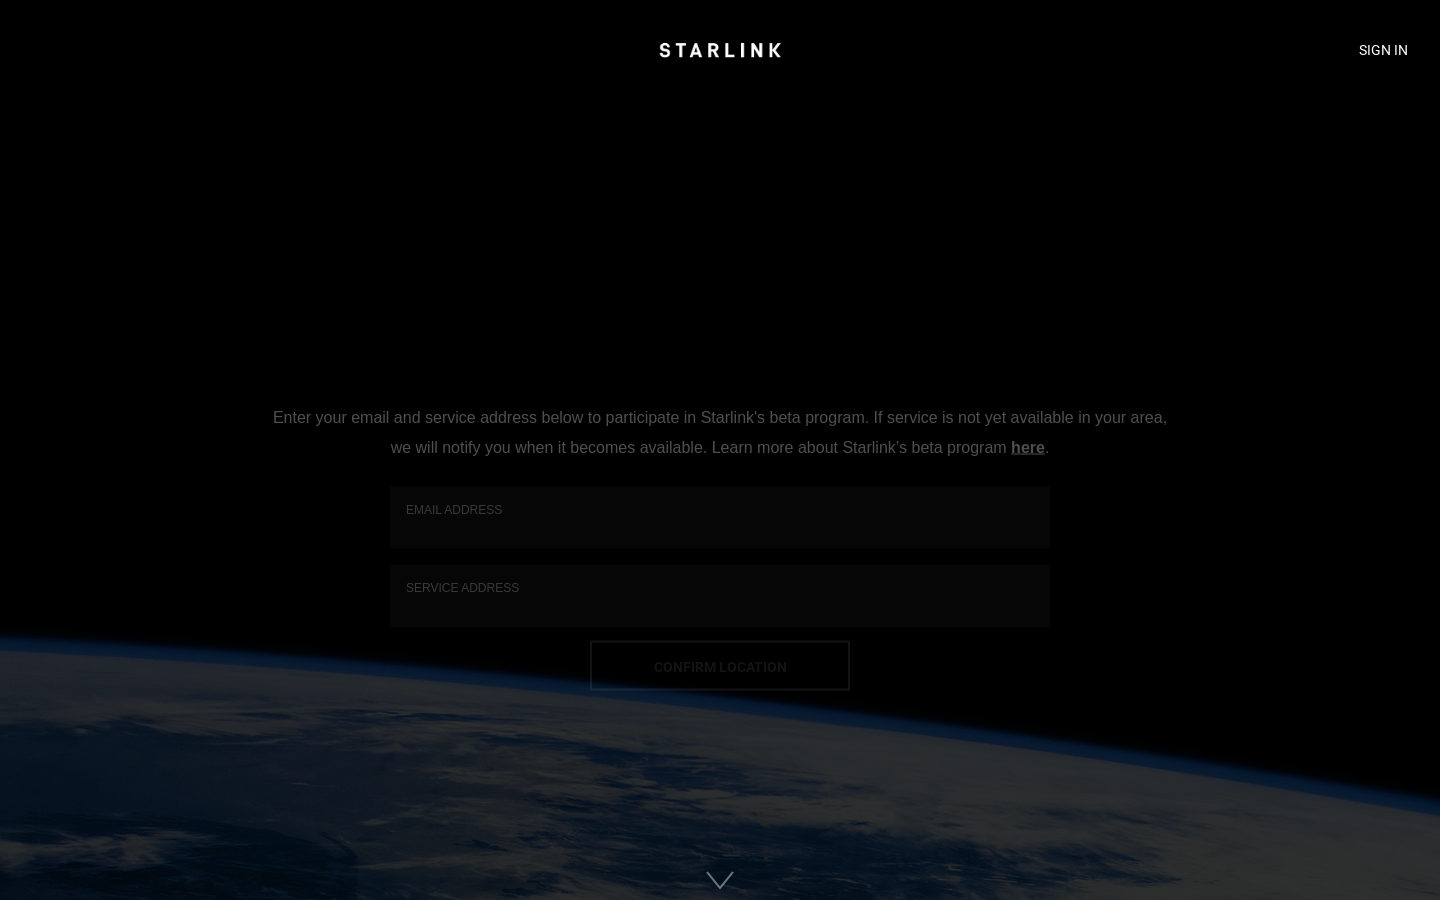 STARLINK
SIGN IN
Enter your email and service address below to participate in Starlink’s beta program. If service is not yet available in your area,
we will notify you when it becomes available. Learn more about Starlink’s beta program here.
EMAIL ADDRESS
SERVICE ADDRESS
CONFIRM LOCATION